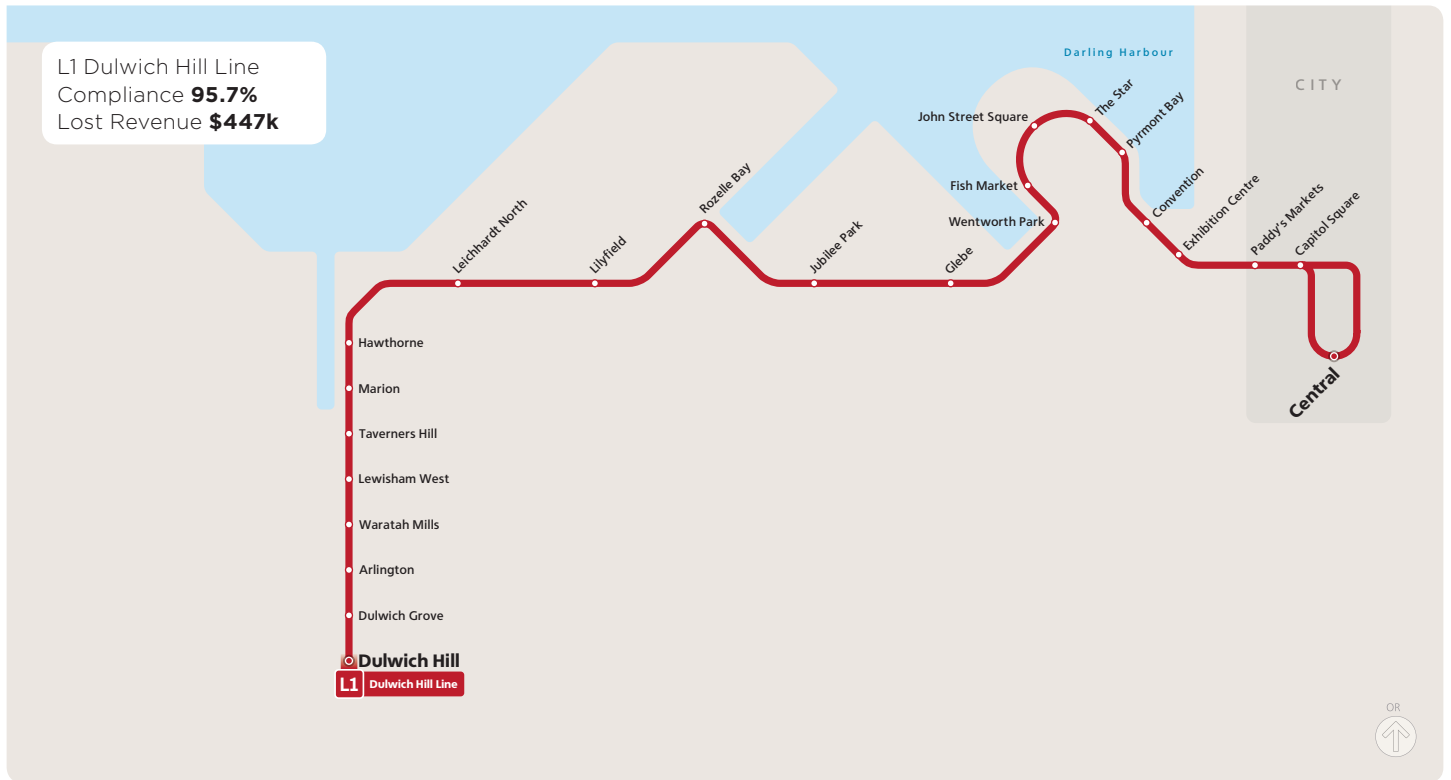 L1 Dulwich Hill Line
Compliance 95.7%
Lost Revenue $447k
Darling Harbour
CITY
The Star
John Street Square
Pyrmont Bay
Fish Market
Wentworth Park
Convention
Exhibition Centre
Paddy's Markets
Capitol Square
Rozelle Bay
Leichhardt North
Lilyfield
Jubilee Park
Glebe
Central
Hawthorne
Marion
Taverners Hill
Lewisham West
Waratah Mills
Arlington
Dulwich Grove
Dulwich Hill
L1 Dulwich Hill Line
OR